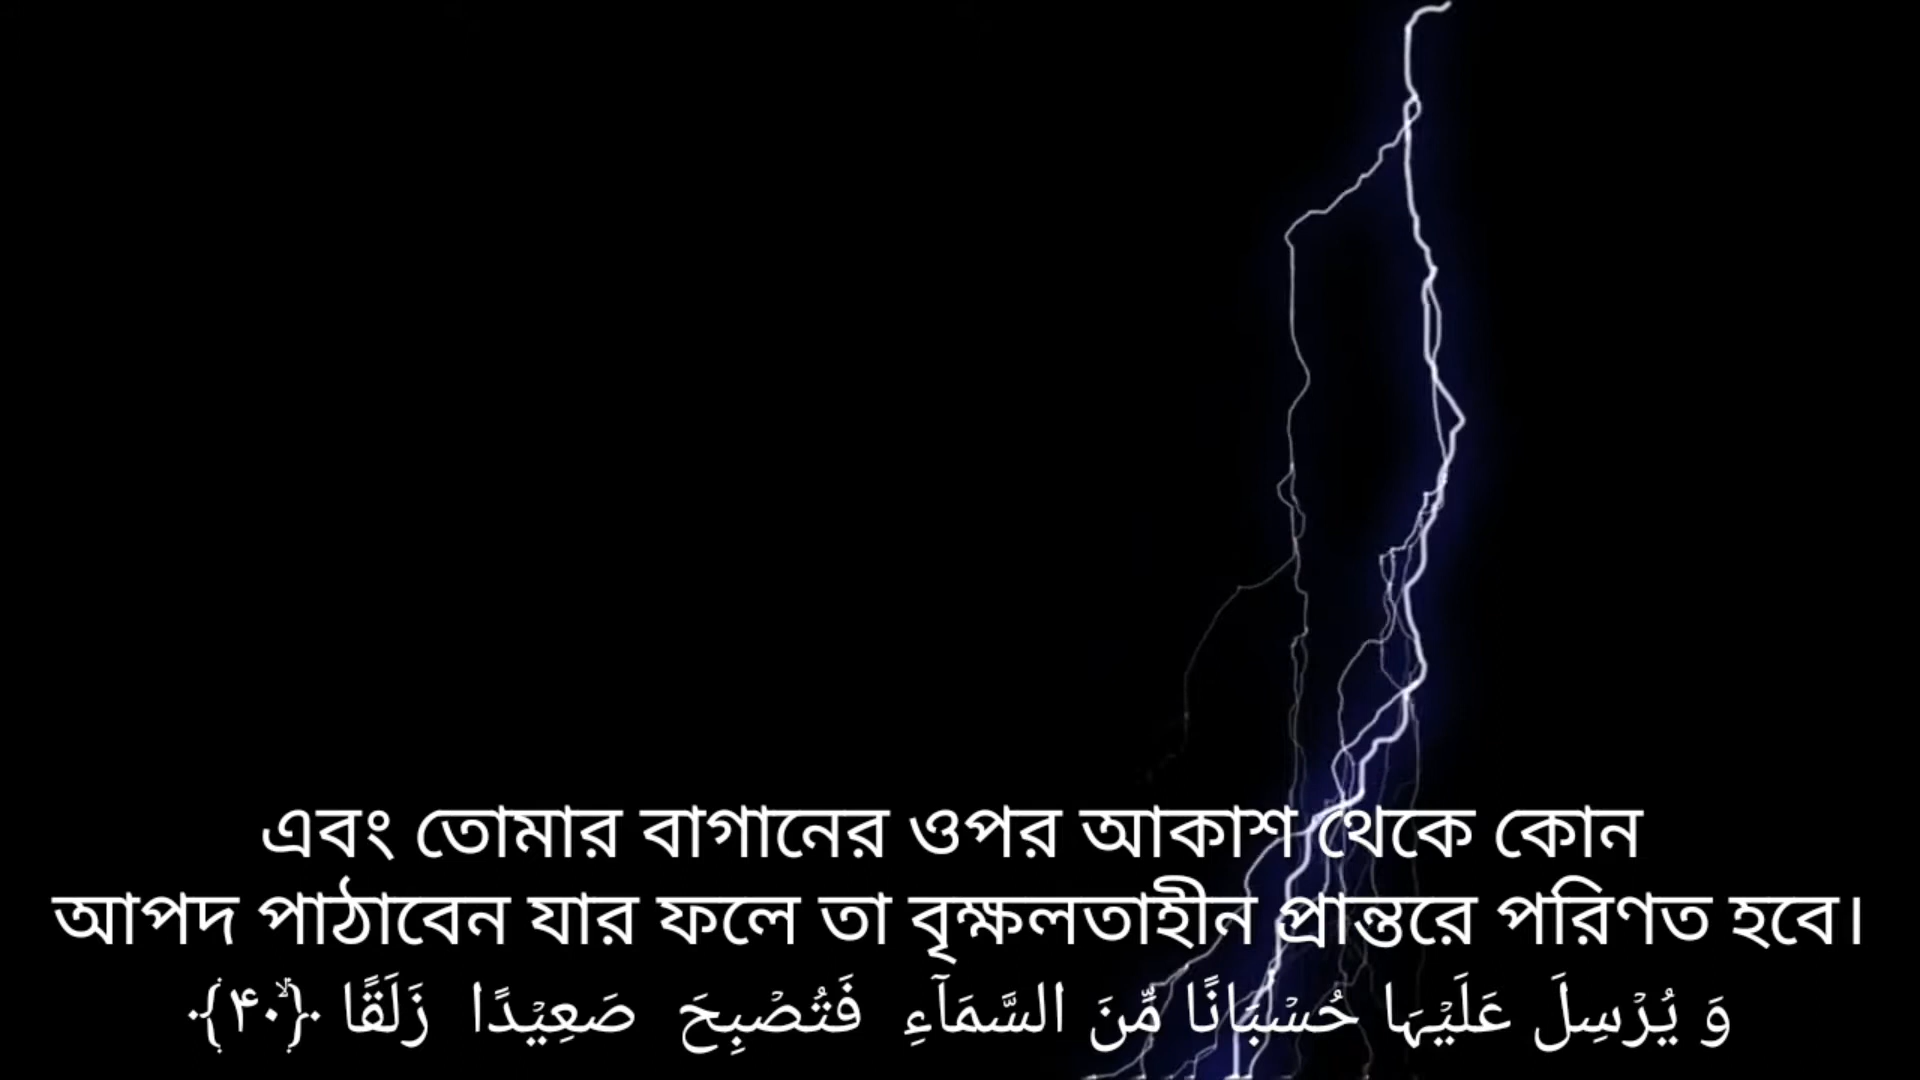 এবং তোমার বাগানের ওপর আকাশ থেকে কোন
আপদ পাঠাবেন যার ফলে তা বৃক্ষলতাহীন প্রান্তরে পরিণত হবে।
وَ یُرْسِلَ عَلَیْہَا حُسْبَانًا مِّنَ السَّمَآءِ فَتُصْبِحَ صَعِیْدًا زَلَقًا ﴿ۙ۴۰﴾